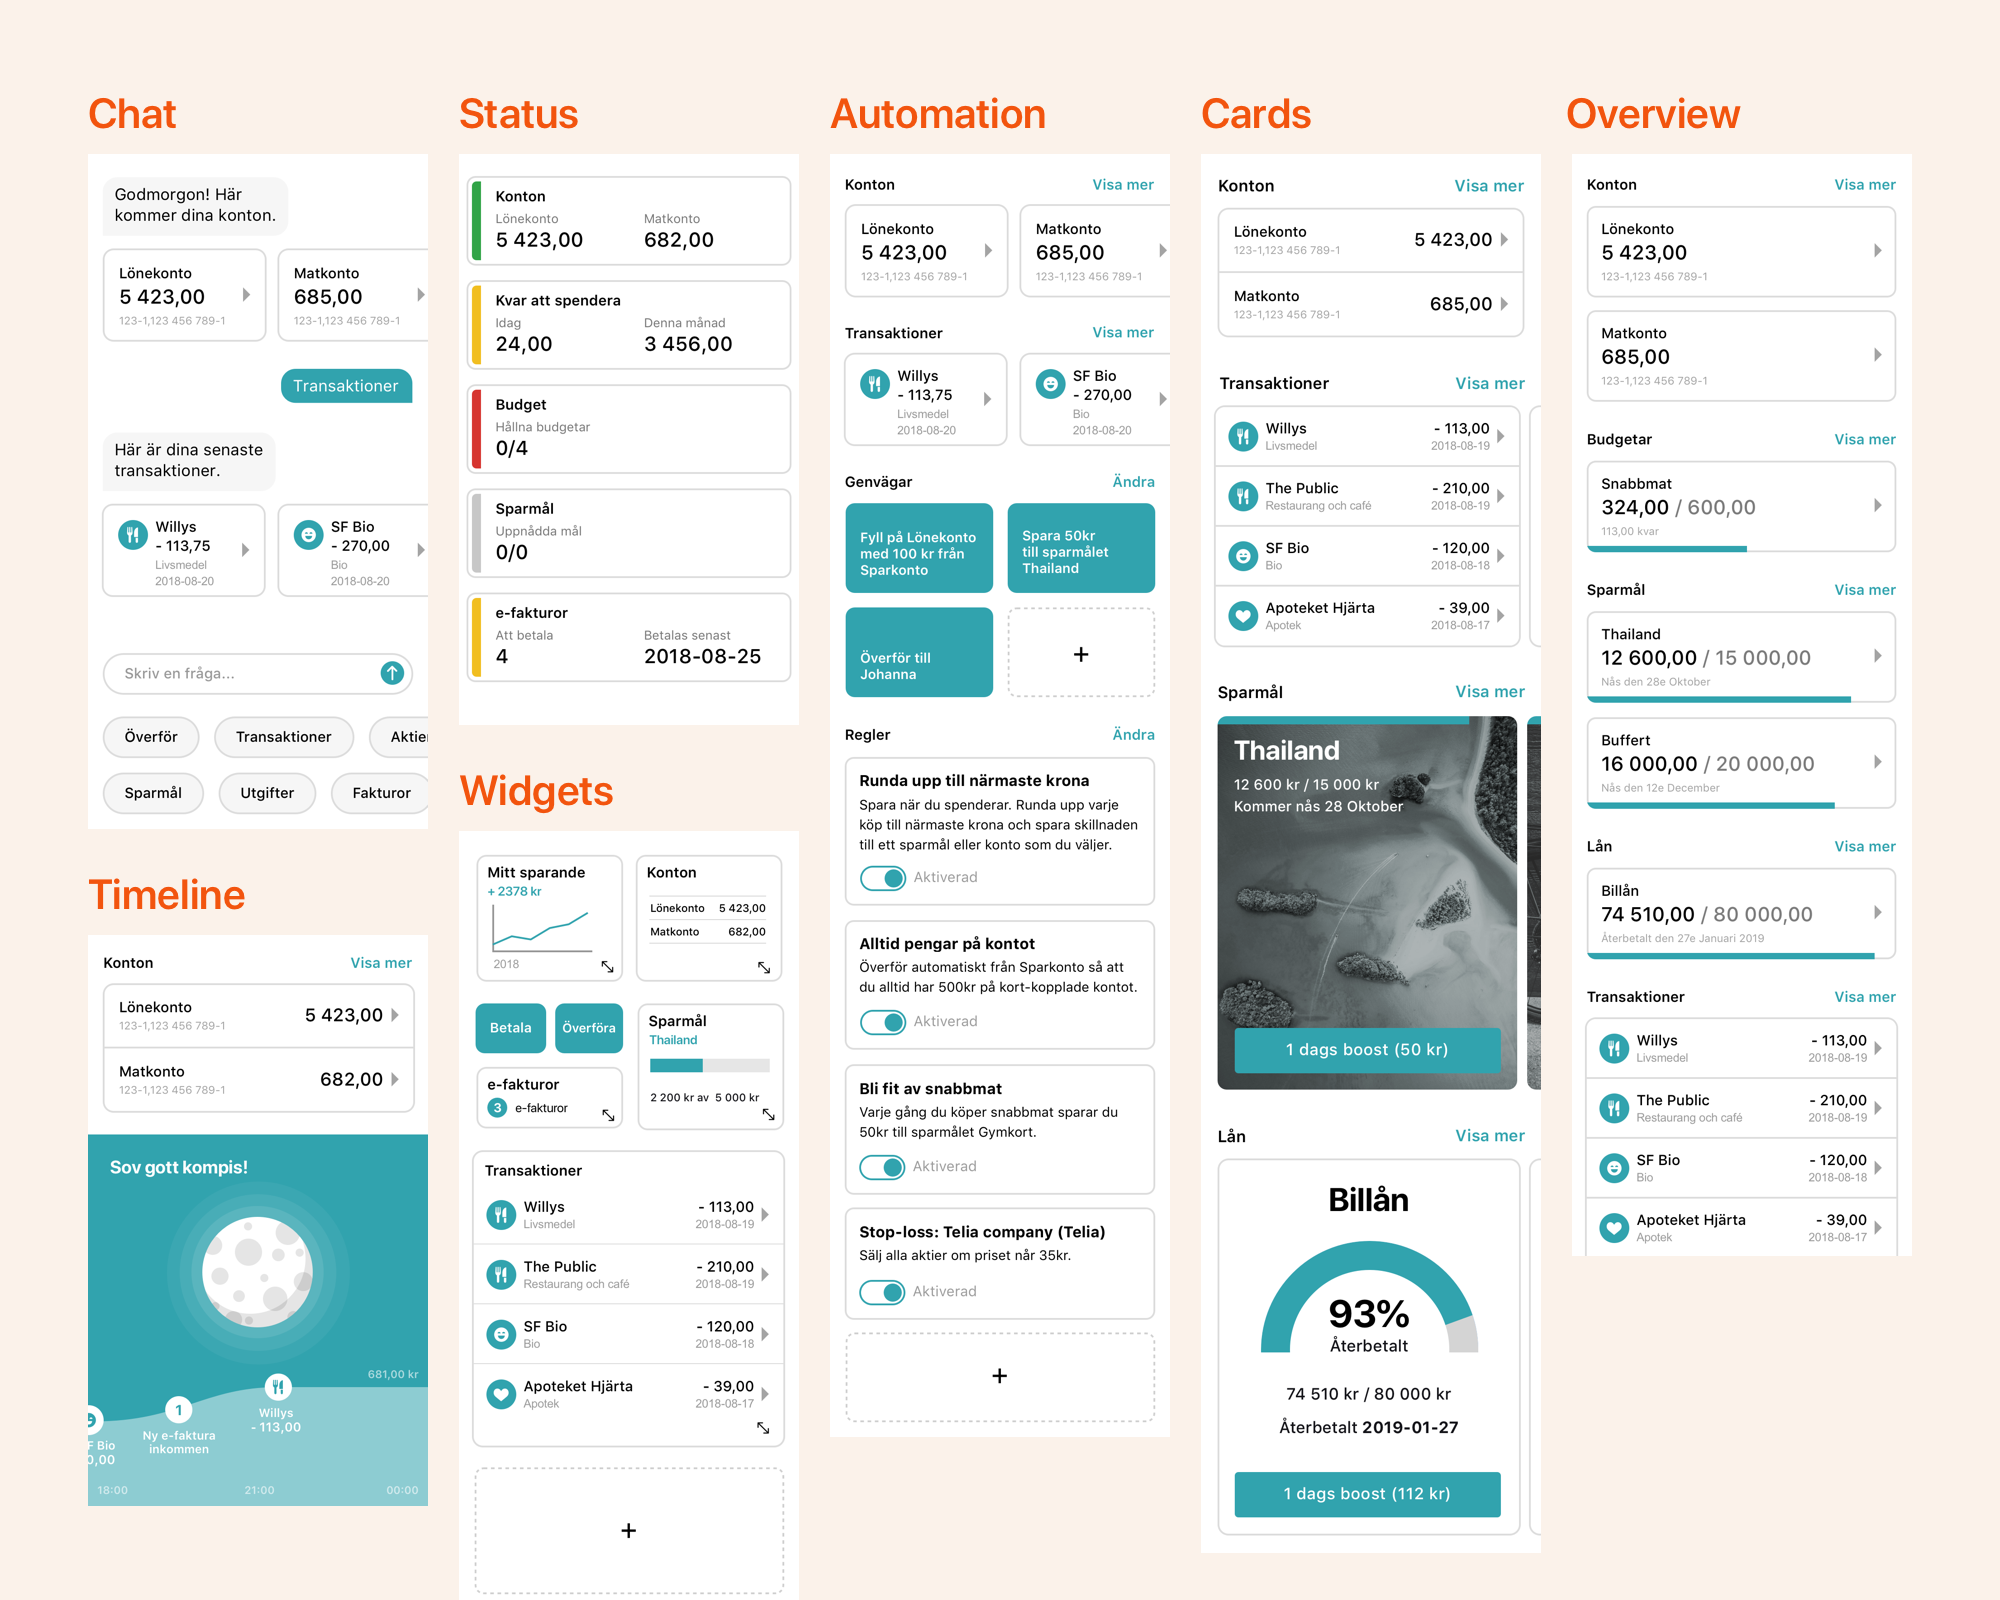 Chat
Godmorgon! Här
kommer dina konton.
Lönekonto
5 423,00
123-1,123 456 789-1
Matkonto
685,00
123-1,123 456 789-1
Transaktioner
Här är dina senaste
transaktioner.
Willys
- 113,75
Livsmedel
2018-08-20
SF Bio
- 270,00
Bio
2018-08-20
Skriv en fråga...
Överför
Transaktioner
Aktier
Sparmål
Utgifter
Fakturor
Timeline
Konton
Visa mer
Lönekonto
123-1,123 456 789-1
5 423,00
Matkonto
123-1,123 456 789-1
682,00
Sov gott kompis!
681,00 kr
Willys
- 113,00
1
Ny e-faktura
inkommen
F Bio
0,00
18:00
21:00
00:00
Status
Konton
Lönekonto
5 423,00
Matkonto
682,00
Kvar att spendera
Idag
24,00
Denna månad
3 456,00
Budget
Hållna budgetar
0/4
Sparmål
Uppnådda mål
0/0
e-fakturor
Att betala
4
Betalas senast
2018-08-25
Widgets
Mitt sparande
+ 2378 kr
2018
Konton
Lönekonto 5 423,00
Matkonto 682,00
Betala
Överföra
e-fakturor
3 e-fakturor
Sparmål
Thailand
2 200 kr av 5 000 kr
Transaktioner
Willys
Livsmedel
- 113,00
2018-08-19
The Public
Restaurang och café
- 210,00
2018-08-19
SF Bio
Bio
- 120,00
2018-08-18
Apoteket Hjärta
Apotek
- 39,00
2018-08-17
+
Automation
Konton
Visa mer
Lönekonto
5 423,00
123-1,123 456 789-1
Matkonto
685,00
123-1,123 456 789-1
Transaktioner
Visa mer
Willys
- 113,75
Livsmedel
2018-08-20
SF Bio
- 270,00
Bio
2018-08-20
Genvägar
Ändra
Fyll på Lönekonto
med 100 kr från
Sparkonto
Spara 50kr
till sparmålet
Thailand
Överför till
Johanna
+
Regler
Ändra
Runda upp till närmaste krona
Spara när du spenderar. Runda upp varje
köp till närmaste krona och spara skillnaden
till ett sparmål eller konto som du väljer.
Aktiverad
Alltid pengar på kontot
Överför automatiskt från Sparkonto så att
du alltid har 500kr på kort-kopplade kontot.
Aktiverad
Bli fit av snabbmat
Varje gång du köper snabbmat sparar du
50kr till sparmålet Gymkort.
Aktiverad
Stop-loss: Telia company (Telia)
Sälj alla aktier om priset når 35kr.
Aktiverad
+
Cards
Konton
Visa mer
Lönekonto
123-1,123 456 789-1
5 423,00
Matkonto
123-1,123 456 789-1
685,00
Transaktioner
Visa mer
Willys
Livsmedel
- 113,00
2018-08-19
The Public
Restaurang och café
- 210,00
2018-08-19
SF Bio
Bio
- 120,00
2018-08-18
Apoteket Hjärta
Apotek
- 39,00
2018-08-17
Sparmål
Visa mer
Thailand
12 600 kr / 15 000 kr
Kommer nås 28 Oktober
1 dags boost (50 kr)
Lån
Visa mer
Billån
93%
Återbetalt
74 510 kr / 80 000 kr
Återbetalt 2019-01-27
1 dags boost (112 kr)
Overview
Konton
Visa mer
Lönekonto
5 423,00
123-1,123 456 789-1
Matkonto
685,00
123-1,123 456 789-1
Budgetar
Visa mer
Snabbmat
324,00 / 600,00
113,00 kvar
Sparmål
Visa mer
Thailand
12 600,00 / 15 000,00
Nås den 28e Oktober
Buffert
16 000,00 / 20 000,00
Nås den 12e December
Lån
Visa mer
Billån
74 510,00 / 80 000,00
Återbetalt den 27e Januari 2019
Transaktioner
Visa mer
Willys
Livsmedel
- 113,00
2018-08-19
The Public
Restaurang och café
- 210,00
2018-08-19
SF Bio
Bio
- 120,00
2018-08-18
Apoteket Hjärta
Apotek
- 39,00
2018-08-17